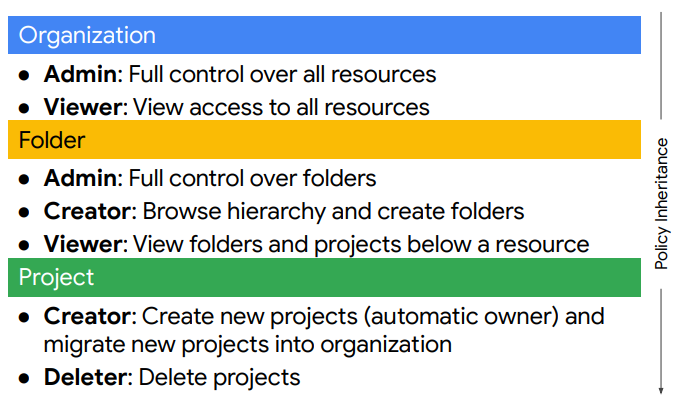 Organization
● Admin: Full control over all resources
● Viewer: View access to all resources
Folder
● Admin: Full control over folders
● Creator: Browse hierarchy and create folders
● Viewer: View folders and projects below a resource
Project
● Creator: Create new projects (automatic owner) and
migrate new projects into organization
● Deleter: Delete projects
Policy Inheritance